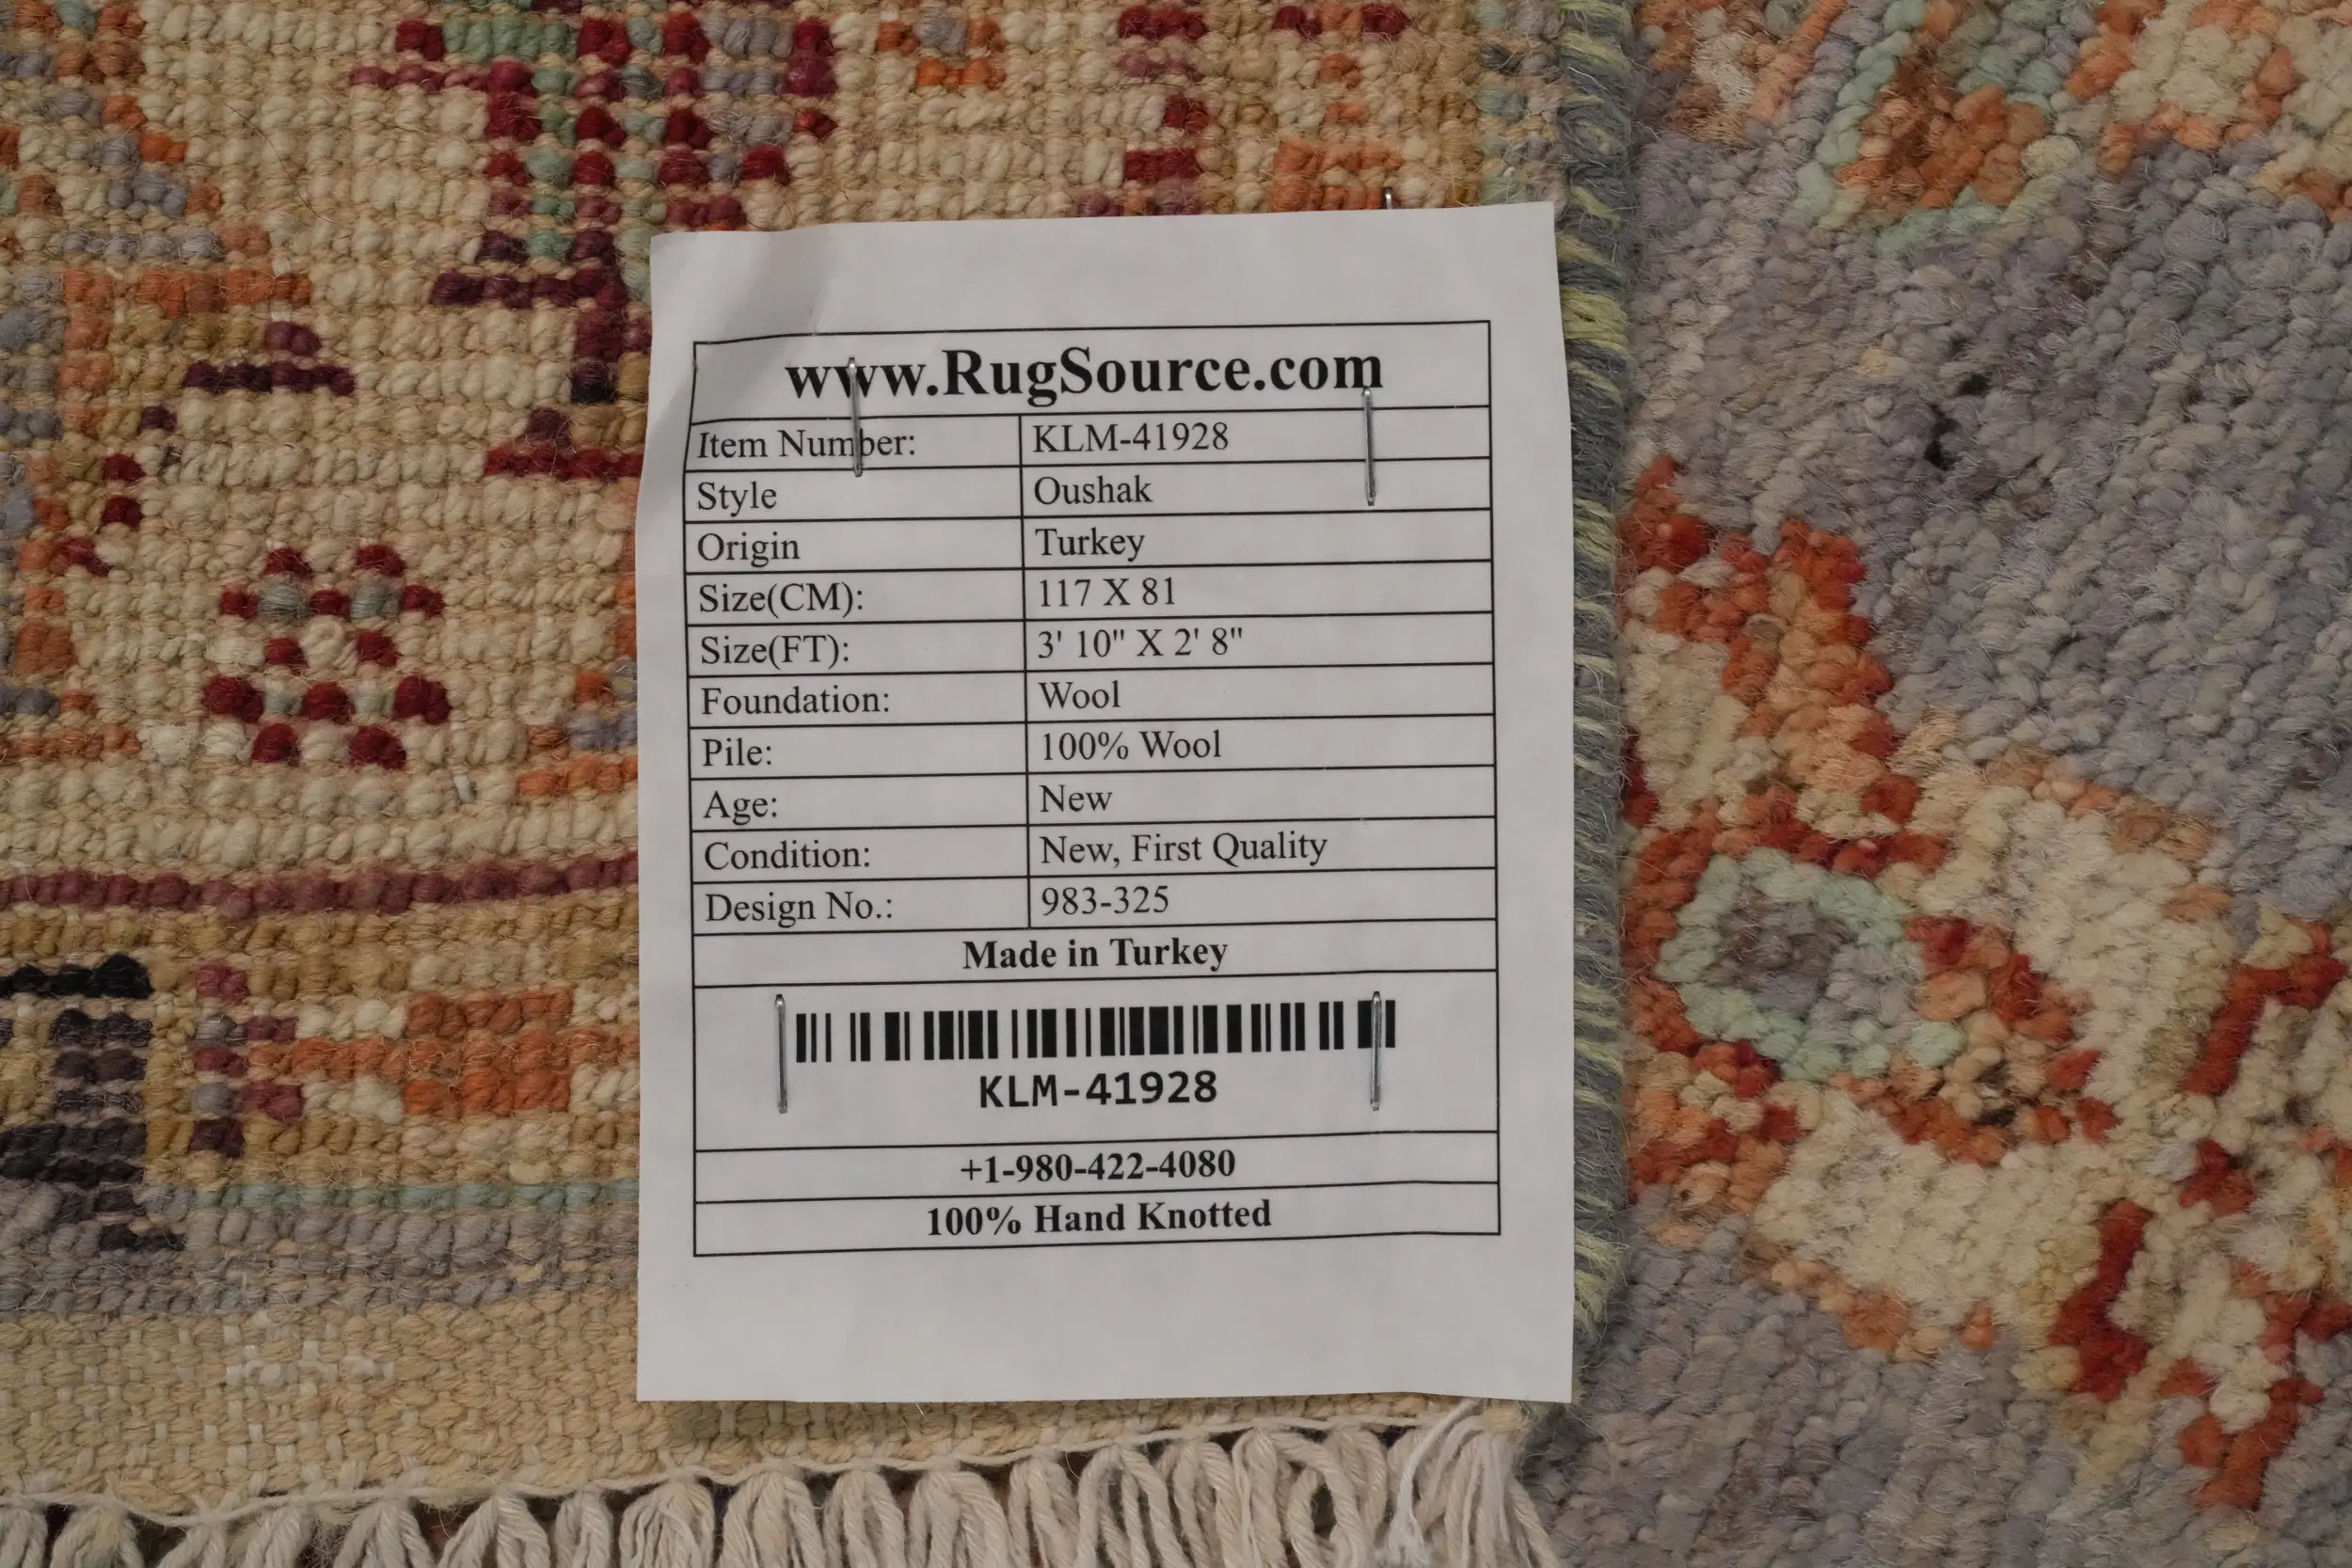 www.RugSource.com
Item Number: KLM-41928
Style Oushak
Origin Turkey
Size(CM): 117 X 81
Size(FT): 3' 10" X 2' 8"
Foundation: Wool
Pile: 100% Wool
Age: New
Condition: New, First Quality
Design No.: 983-325
Made in Turkey
KLM-41928
+1-980-422-4080
100% Hand Knotted